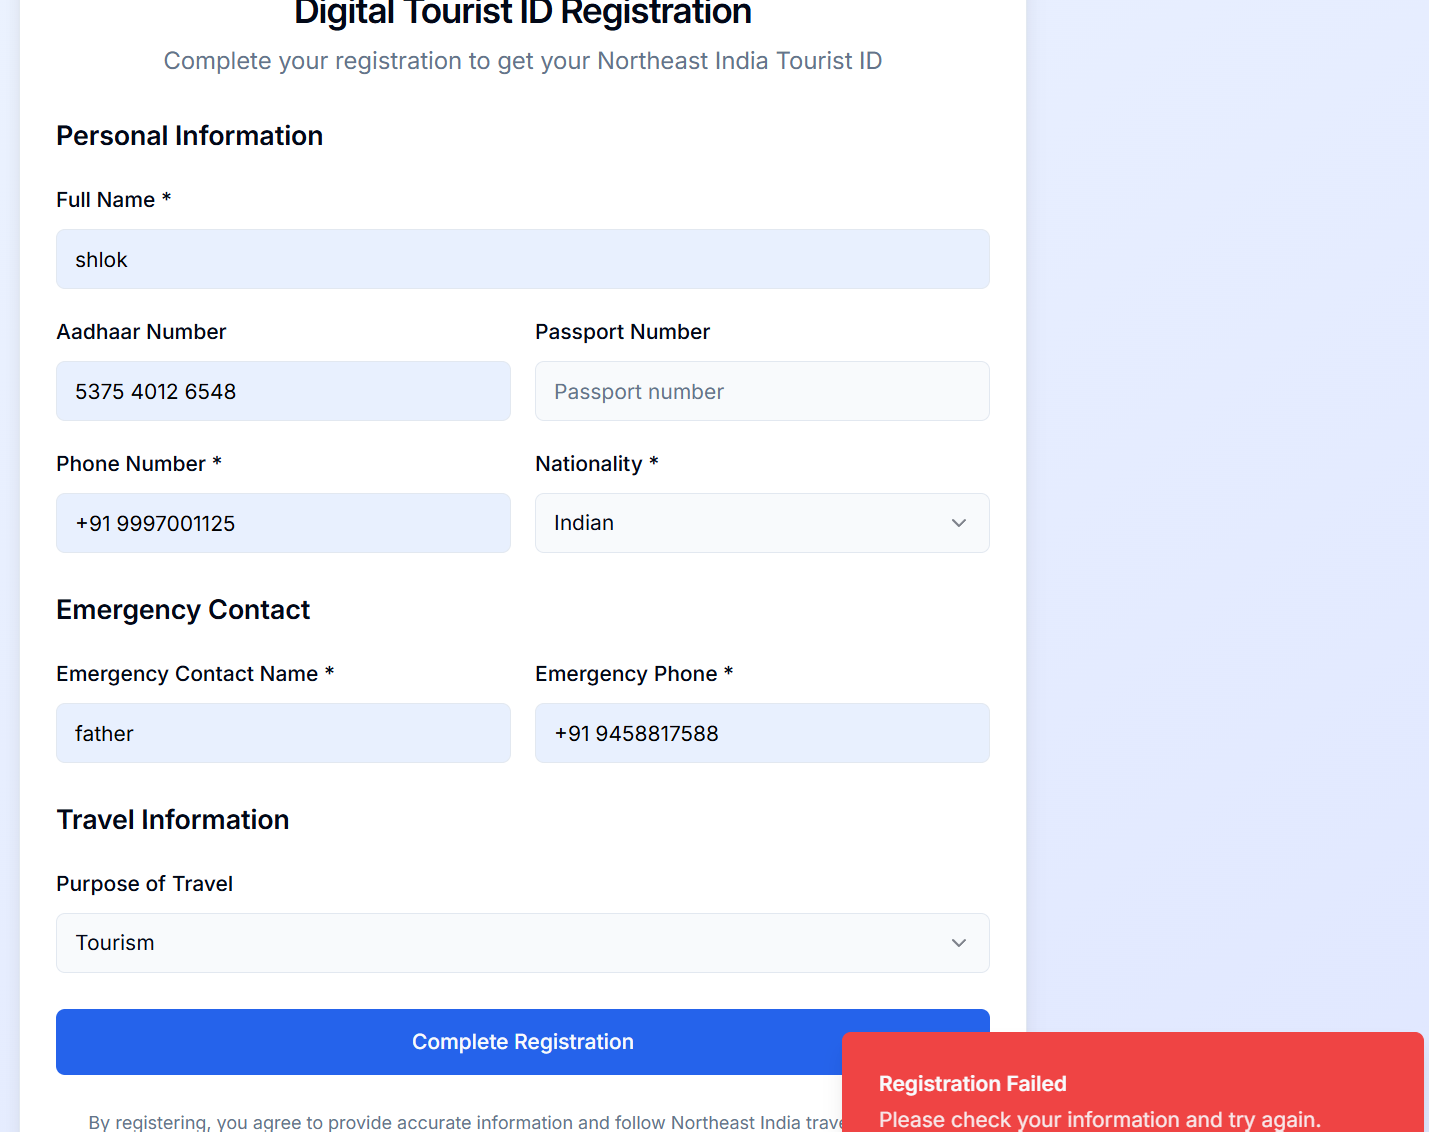 Digital Tourist ID Registration
Complete your registration to get your Northeast India Tourist ID
Personal Information
Full Name *
shlok
Aadhaar Number
Passport Number
5375 4012 6548
Passport number
Phone Number *
Nationality *
+91 9997001125
Indian
Emergency Contact
Emergency Contact Name *
Emergency Phone *
father
+91 9458817588
Travel Information
Purpose of Travel
Tourism
Complete Registration
Registration Failed
Please check your information and try again.
By registering, you agree to provide accurate information and follow Northeast India